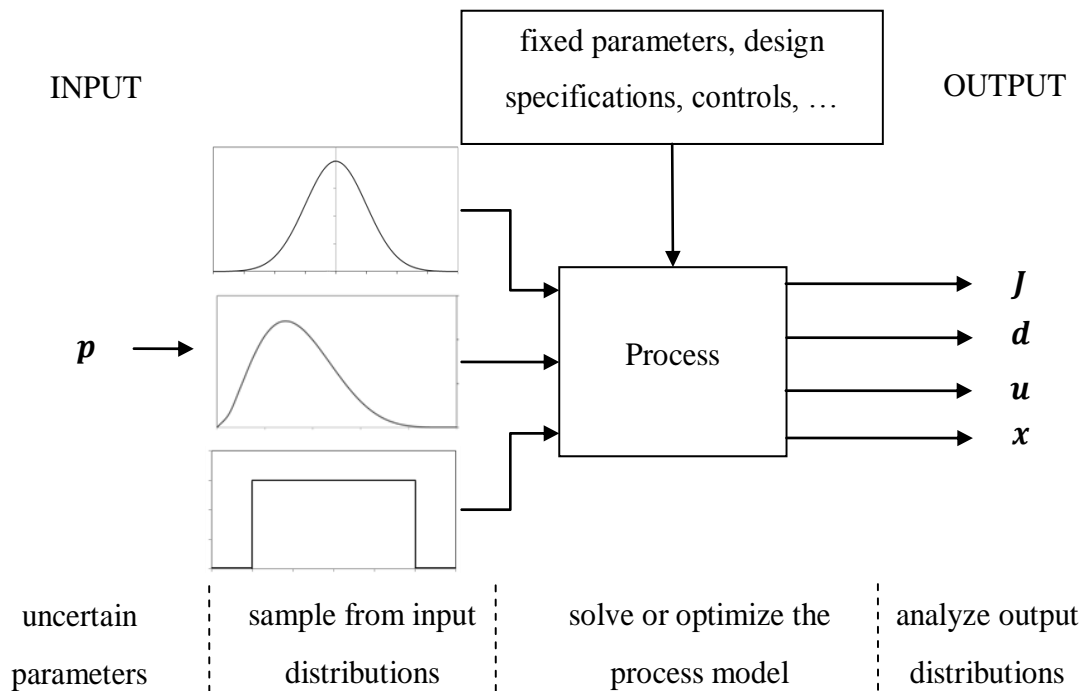 fixed parameters, design
specifications, controls, …
INPUT
OUTPUT
p
Process
J
d
u
x
uncertain
parameters
sample from input
distributions
solve or optimize the
process model
analyze output
distributions